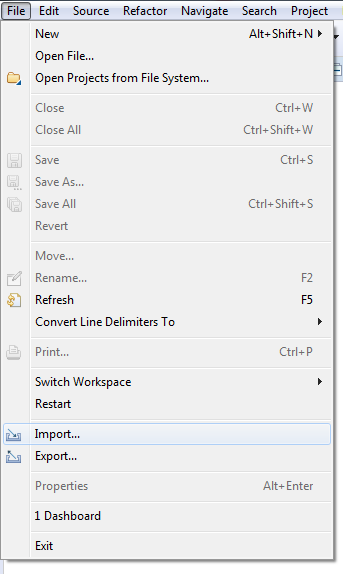 File Edit Source Refactor Navigate Search Project
New Alt+Shift+N
Open File...
Open Projects from File System...
Close Ctrl+W
Close All Ctrl+Shift+W
Save Ctrl+S
Save As...
Save All Ctrl+Shift+S
Revert
Move...
Rename... F2
Refresh F5
Convert Line Delimiters To
Print... Ctrl+P
Switch Workspace
Restart
Import...
Export...
Properties Alt+Enter
1 Dashboard
Exit